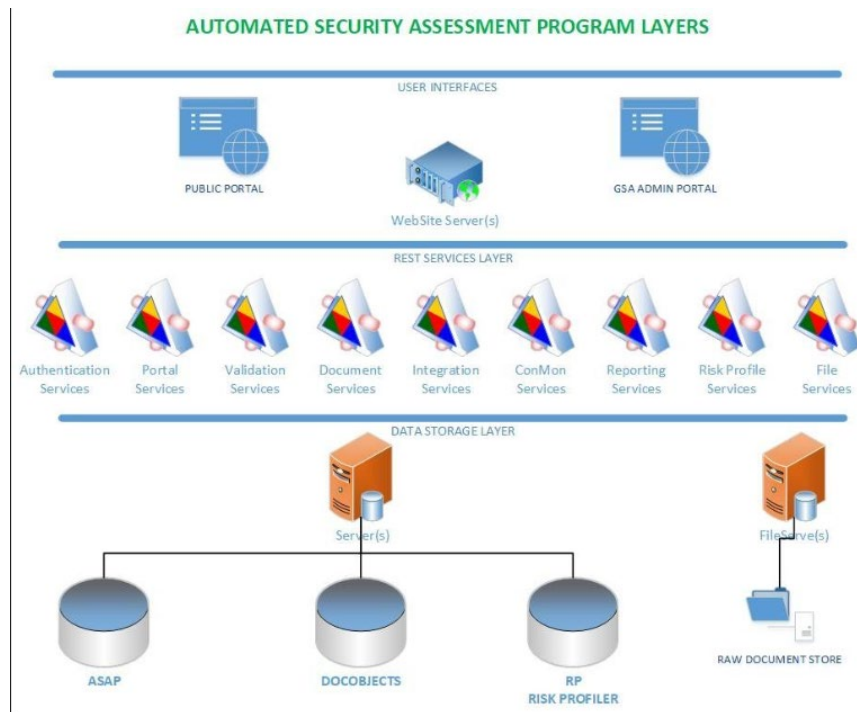 AUTOMATED SECURITY ASSESSMENT PROGRAM LAYERS
USER INTERFACES
PUBLIC PORTAL
GSA ADMIN PORTAL
WebSite Server(s)
REST SERVICES LAYER
Authentication Services
Portal Services
Validation Services
Document Services
Integration Services
ConMon Services
Reporting Services
Risk Profile Services
File Services
DATA STORAGE LAYER
Server(s)
FileServe(s)
ASAP
DOCOBJECTS
RP
RISK PROFILER
RAW DOCUMENT STORE